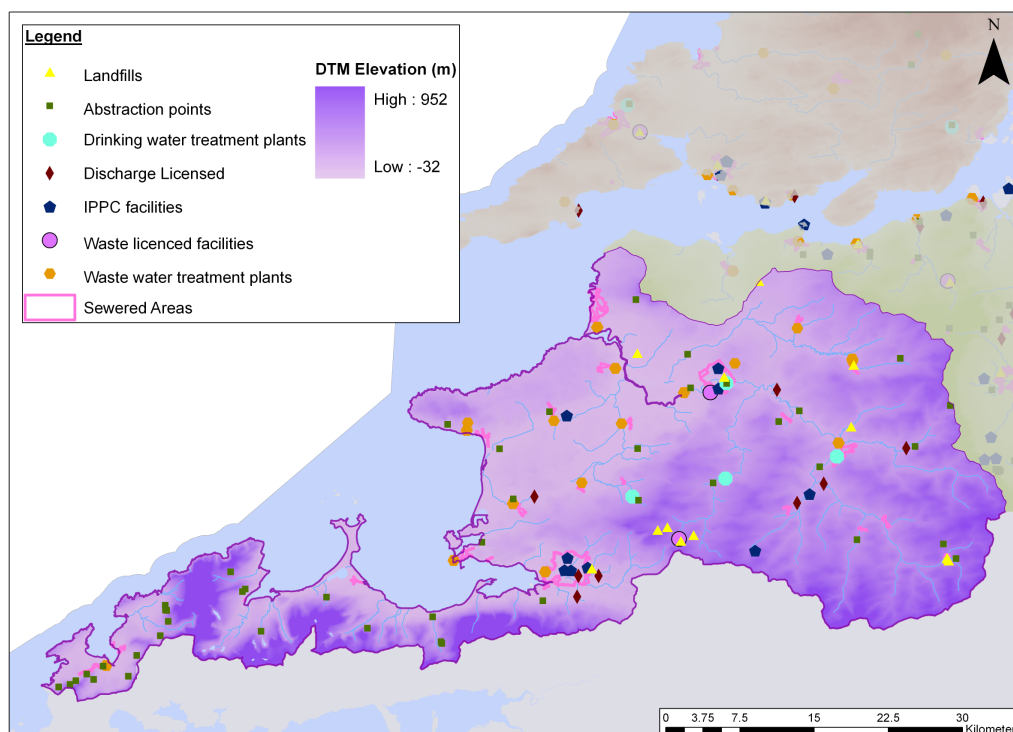 Legend
Landfills
Abstraction points
Drinking water treatment plants
Discharge Licensed
IPPC facilities
Waste licenced facilities
Waste water treatment plants
Sewered Areas
DTM Elevation (m)
High : 952
Low : -32
N
0 3.75 7.5 15 22.5 30
Kilometer